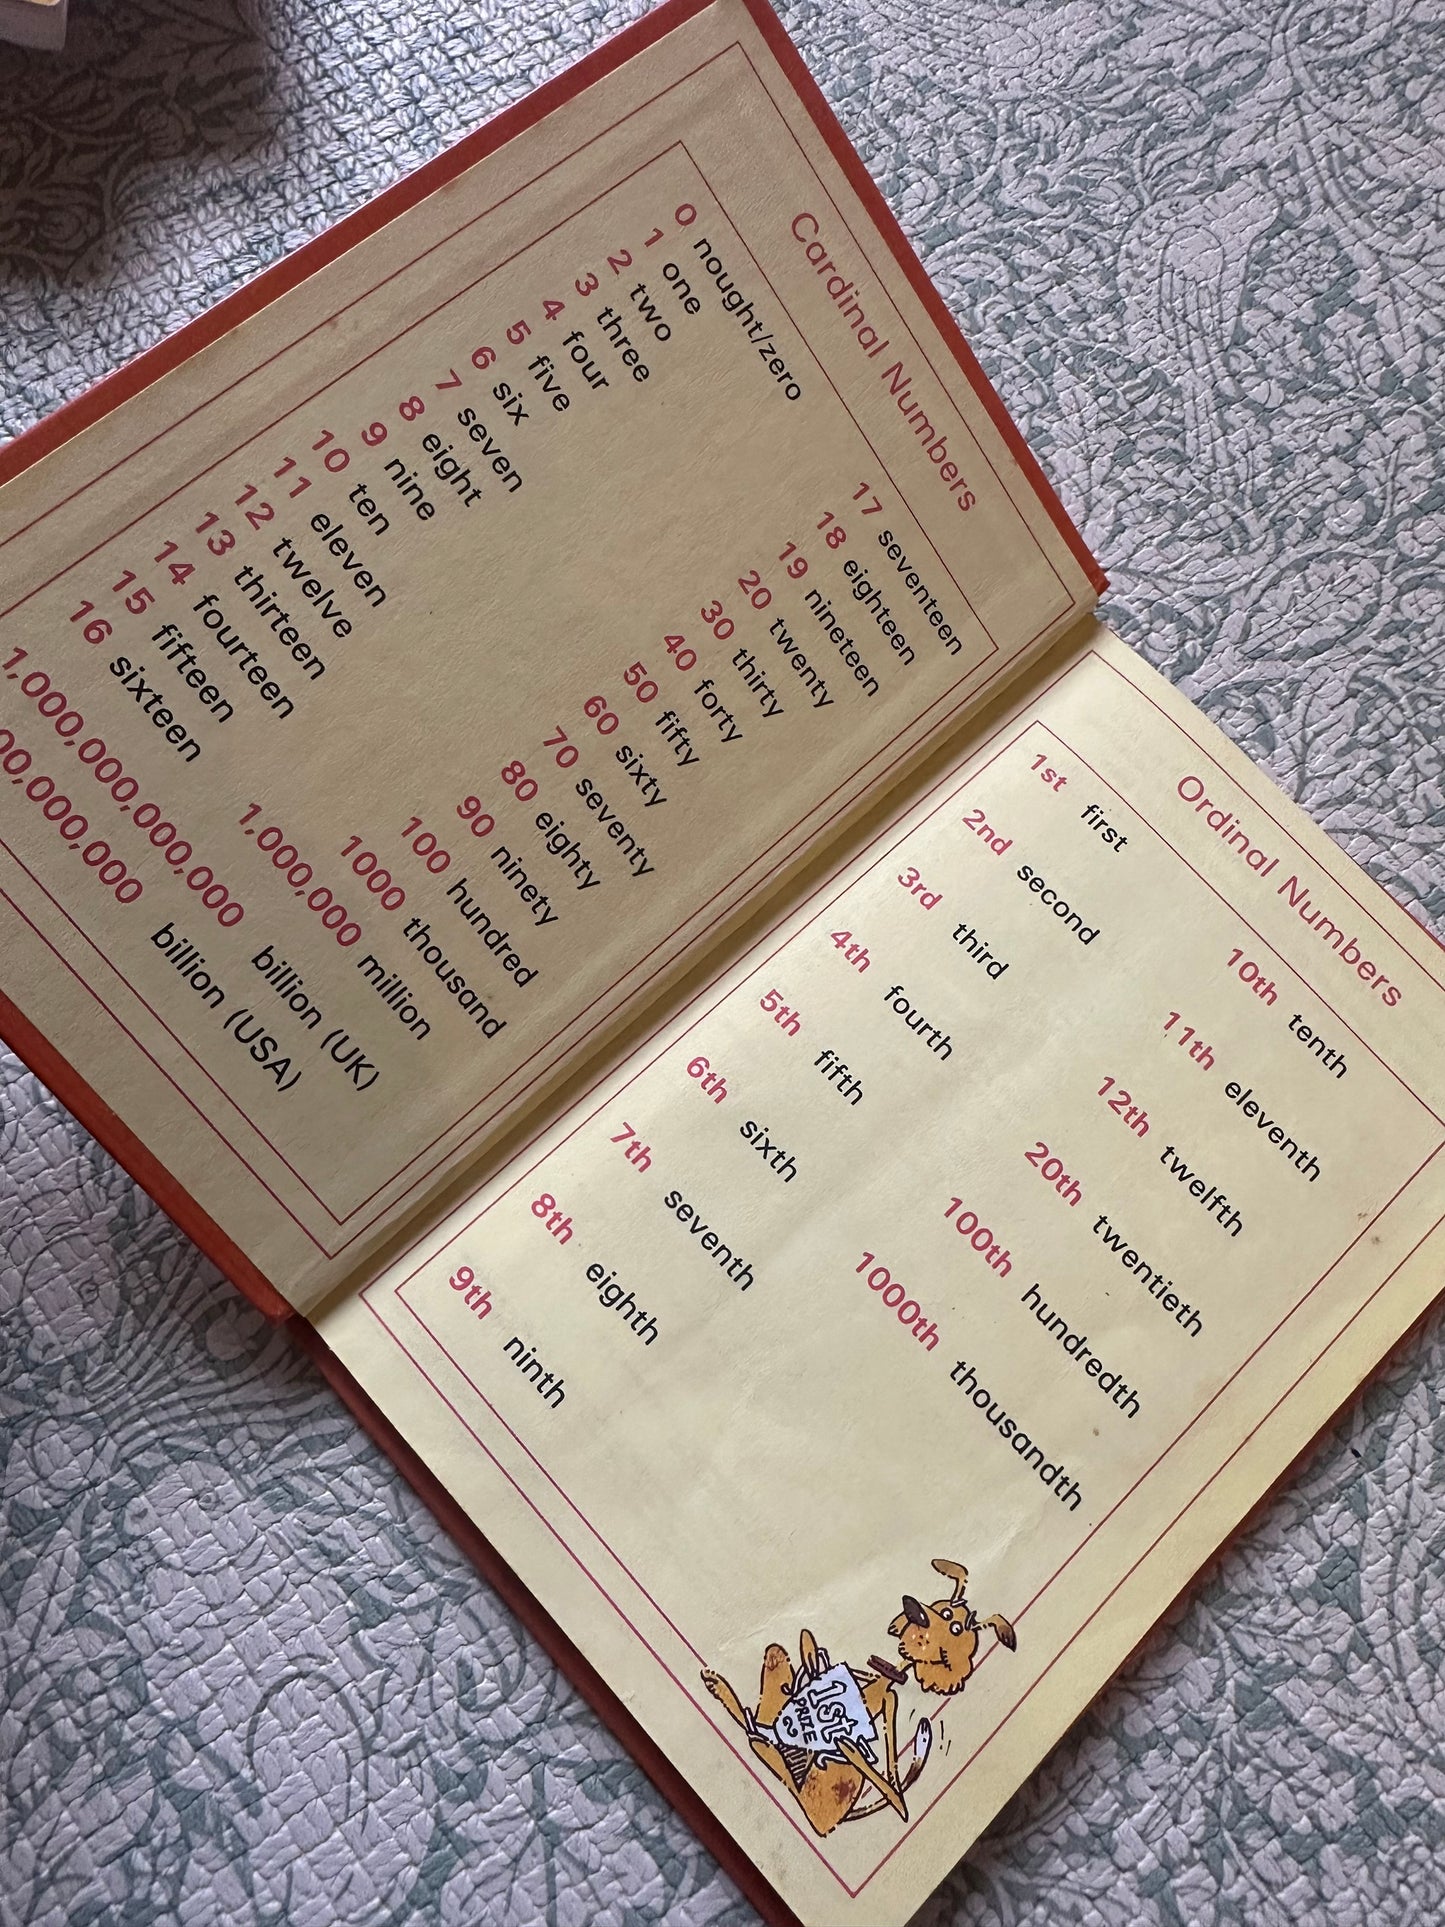 Cardinal Numbers
0 nought/zero
1 one
2 two
3 three
4 four
5 five
6 six
7 seven
8 eight
9 nine
10 ten
11 eleven
12 twelve
13 thirteen
14 fourteen
15 fifteen
16 sixteen
17 seventeen
18 eighteen
19 nineteen
20 twenty
30 thirty
40 forty
50 fifty
60 sixty
70 seventy
80 eighty
90 ninety
100 hundred
1000 thousand
1,000,000 million
1,000,000,000,000 billion (UK)
00,000,000 billion (USA)
Ordinal Numbers
1st first
2nd second
3rd third
4th fourth
5th fifth
6th sixth
7th seventh
8th eighth
9th ninth
10th tenth
11th eleventh
12th twelfth
20th twentieth
100th hundredth
1000th thousandth
1st
PRIZE